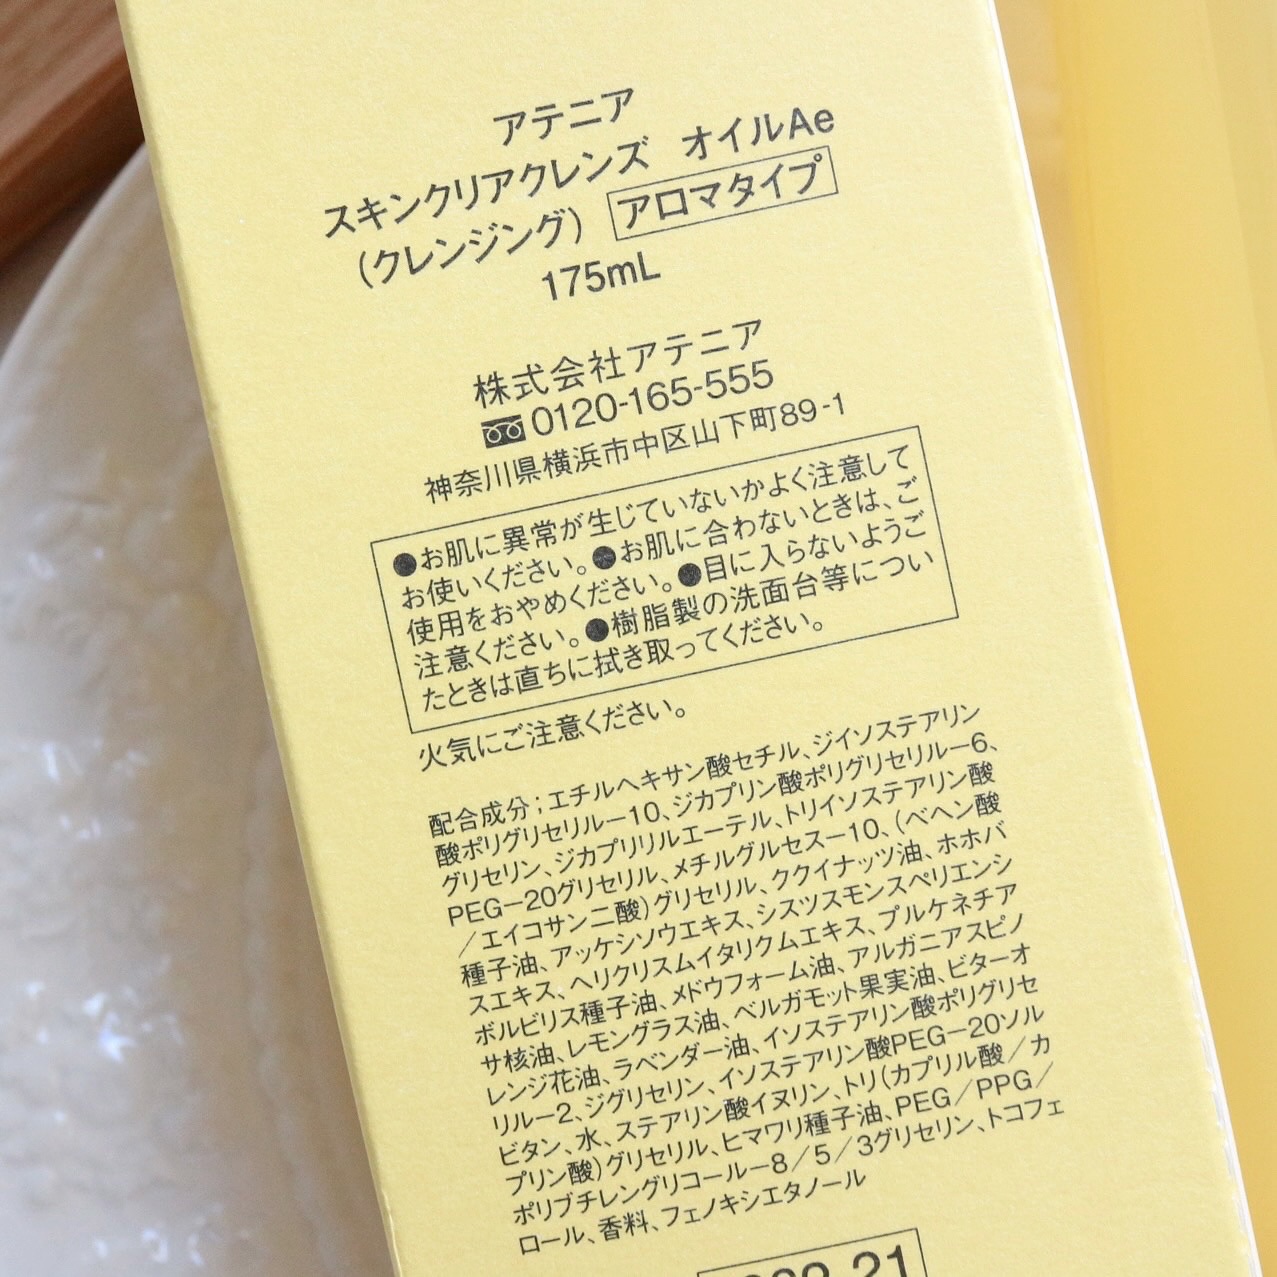 アテニア
スキンクリアクレンズ オイルAe
(クレンジング) アロマタイプ
175mL
株式会社アテニア
0120-165-555
神奈川県横浜市中区山下町89-1
●お肌に異常が生じていないかよく注意して
お使いください。●お肌に合わないときは、ご
使用をおやめください。●目に入らないようご
注意ください。●樹脂製の洗面台等につい
たときは直ちに拭き取ってください。
火気にご注意ください。
配合成分；エチルヘキサン酸セチル、ジイソステアリン
酸ポリグリセリル－10、ジカプリン酸ポリグリセリル－6、
グリセリン、ジカプリリルエーテル、トリイソステアリン酸
PEG－20グリセリル、メチルグルセス－10、（ベヘン酸
／エイコサン二酸）グリセリル、ククイナッツ油、ホホバ
種子油、アッケシソウエキス、シスツスモンスペリエンシ
スエキス、ヘリクリスムイタリクムエキス、プルケネチア
ボルビリス種子油、メドウフォーム油、アルガニアスピノ
サ核油、レモングラス油、ベルガモット果実油、ビターオ
レンジ花油、ラベンダー油、イソステアリン酸ポリグリセ
リル－2、ジグリセリン、イソステアリン酸PEG－20ソル
ビタン、水、ステアリン酸イヌリン、トリ（カプリル酸／カ
プリン酸）グリセリル、ヒマワリ種子油、PEG／PPG／
ポリブチレングリコール－8／5／3グリセリン、トコフェ
ロール、香料、フェノキシエタノール